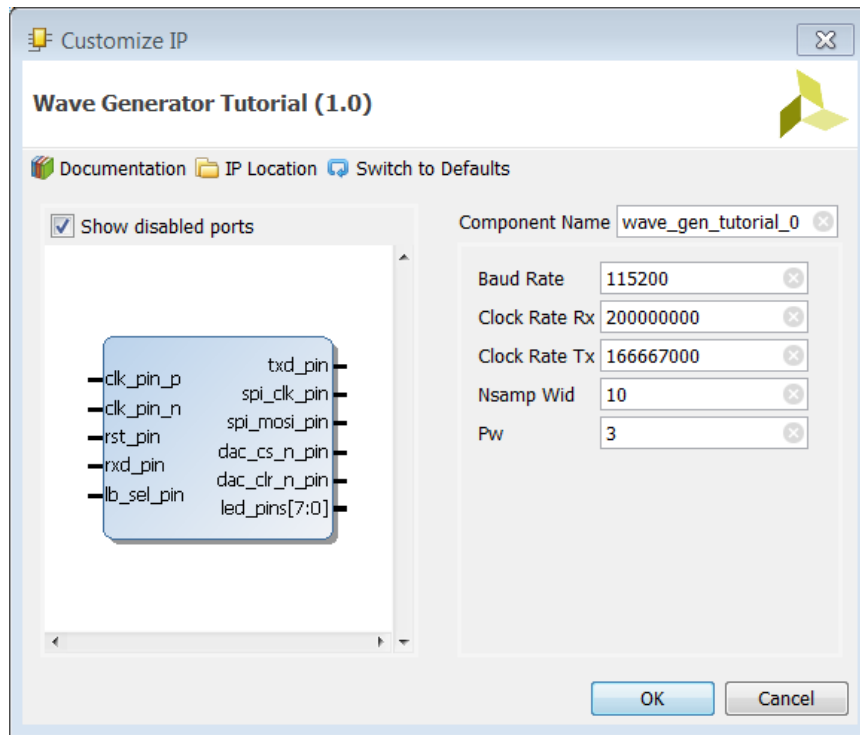 Customize IP
Wave Generator Tutorial (1.0)
Documentation IP Location Switch to Defaults
Show disabled ports
clk_pin_p
clk_pin_n
rst_pin
rxd_pin
lb_sel_pin
txd_pin
spi_clk_pin
spi_mosi_pin
dac_cs_n_pin
dac_clr_n_pin
led_pins[7:0]
Component Name wave_gen_tutorial_0
Baud Rate 115200
Clock Rate Rx 200000000
Clock Rate Tx 166667000
Nsamp Wid 10
Pw 3
OK Cancel